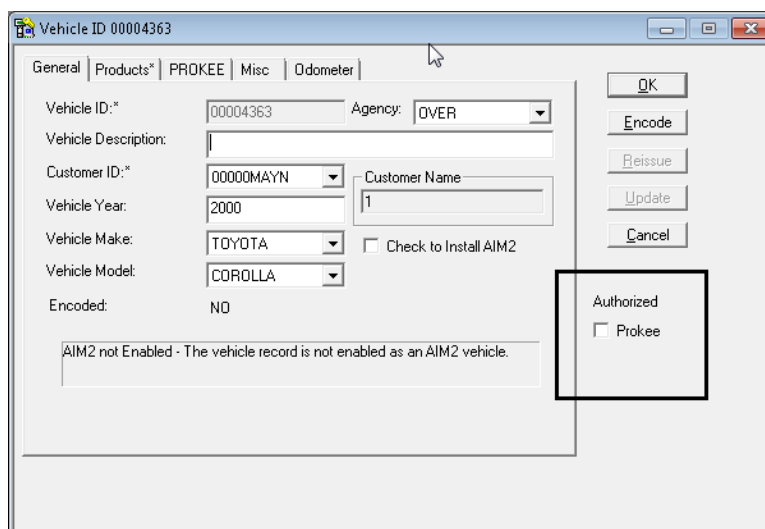 Vehicle ID 00004363
General Products* PROKEE Misc Odometer
Vehicle ID:* 00004363 Agency: OVER
Vehicle Description:
Customer ID:* 00000MAYN Customer Name
Vehicle Year: 2000 1
Vehicle Make: TOYOTA Check to Install AIM2
Vehicle Model: COROLLA
Encoded: NO
AIM2 not Enabled - The vehicle record is not enabled as an AIM2 vehicle.
OK
Encode
Reissue
Update
Cancel
Authorized
Prokee